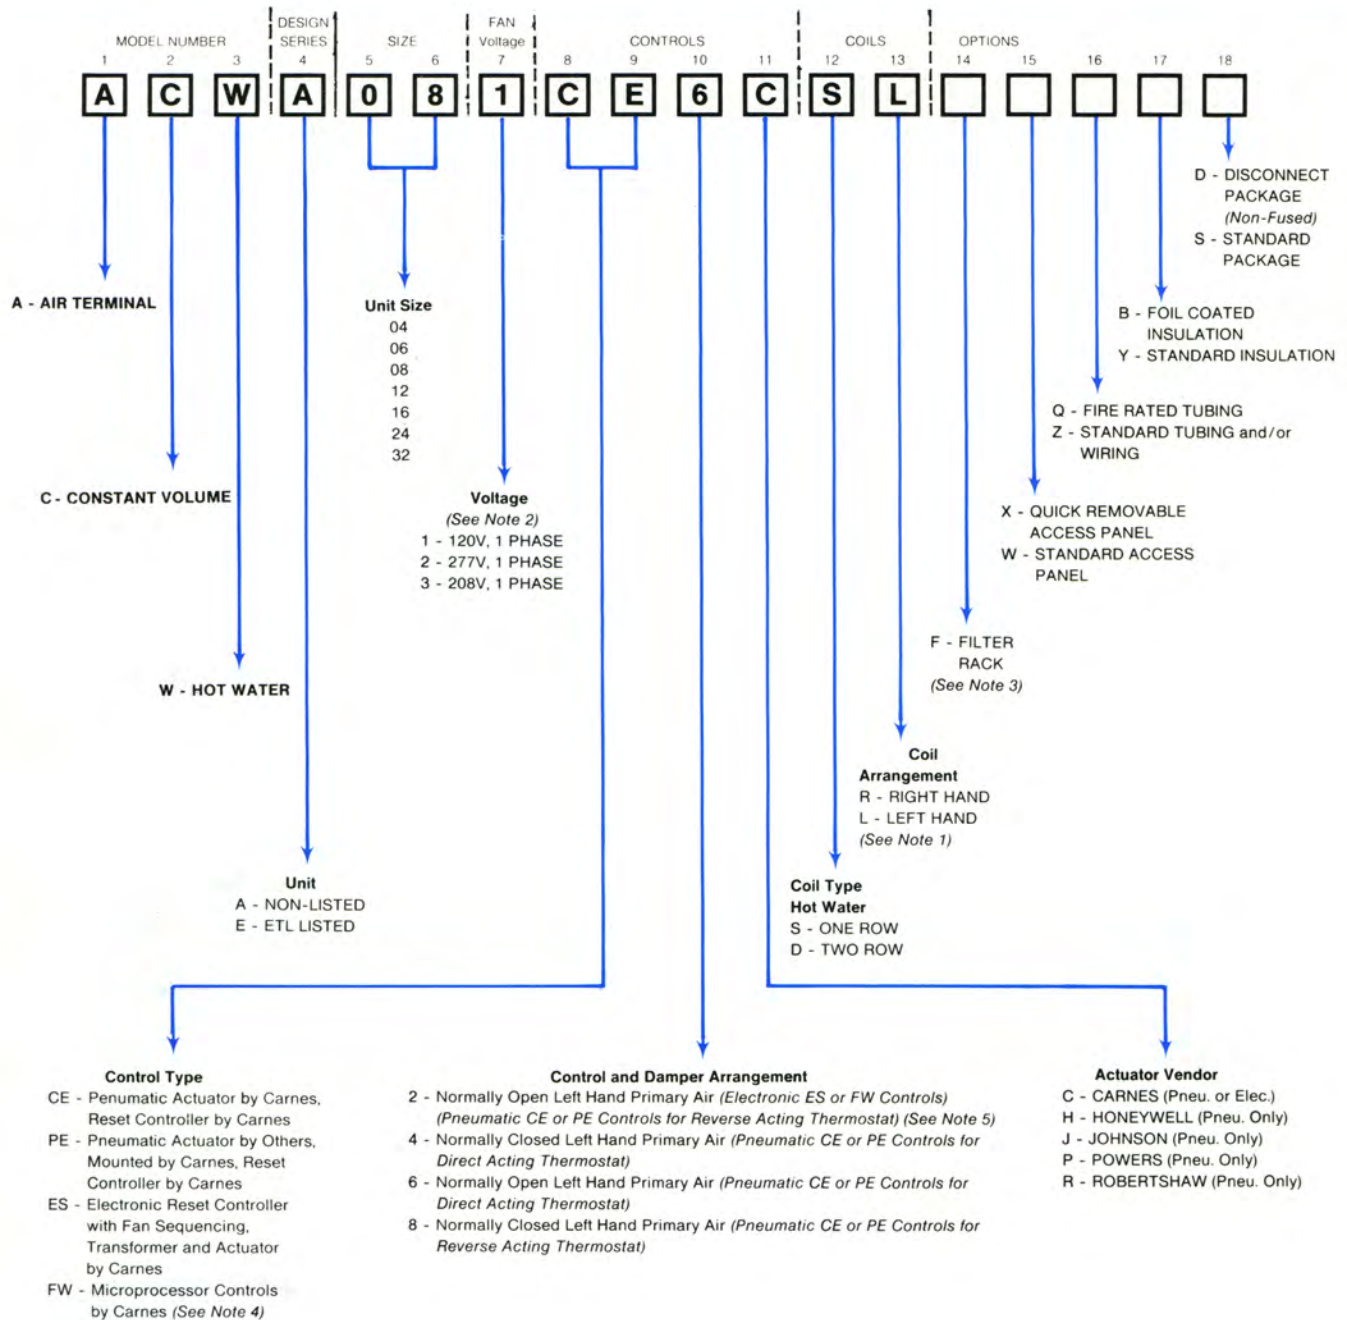 DESIGN
FAN
MODEL NUMBER
SERIES
SIZE
Voltage
CONTROLS
COILS
OPTIONS
1 2 3 4 5 6 7 8 9 10 11 12 13 14 15 16 17 18
A C W A 0 8 1 C E 6 C S L
D - DISCONNECT
PACKAGE
(Non-Fused)
S - STANDARD
PACKAGE
A - AIR TERMINAL
Unit Size
04
06
08
12
16
24
32
B - FOIL COATED
INSULATION
Y - STANDARD INSULATION
Q - FIRE RATED TUBING
Z - STANDARD TUBING and/or
WIRING
C - CONSTANT VOLUME
Voltage
(See Note 2)
1 - 120V, 1 PHASE
2 - 277V, 1 PHASE
3 - 208V, 1 PHASE
X - QUICK REMOVABLE
ACCESS PANEL
W - STANDARD ACCESS
PANEL
F - FILTER
RACK
(See Note 3)
W - HOT WATER
Coil
Arrangement
R - RIGHT HAND
L - LEFT HAND
(See Note 1)
Unit
A - NON-LISTED
E - ETL LISTED
Coil Type
Hot Water
S - ONE ROW
D - TWO ROW
Control Type
CE - Penumatic Actuator by Carnes,
Reset Controller by Carnes
PE - Pneumatic Actuator by Others,
Mounted by Carnes, Reset
Controller by Carnes
ES - Electronic Reset Controller
with Fan Sequencing,
Transformer and Actuator
by Carnes
FW - Microprocessor Controls
by Carnes (See Note 4)
Control and Damper Arrangement
2 - Normally Open Left Hand Primary Air (Electronic ES or FW Controls)
(Pneumatic CE or PE Controls for Reverse Acting Thermostat) (See Note 5)
4 - Normally Closed Left Hand Primary Air (Pneumatic CE or PE Controls for
Direct Acting Thermostat)
6 - Normally Open Left Hand Primary Air (Pneumatic CE or PE Controls for
Direct Acting Thermostat)
8 - Normally Closed Left Hand Primary Air (Pneumatic CE or PE Controls for
Reverse Acting Thermostat)
Actuator Vendor
C - CARNES (Pneu. or Elec.)
H - HONEYWELL (Pneu. Only)
J - JOHNSON (Pneu. Only)
P - POWERS (Pneu. Only)
R - ROBERTSHAW (Pneu. Only)